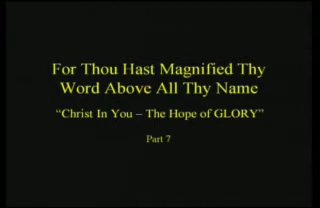 For Thou Hast Magnified Thy
Word Above All Thy Name
“Christ In You – The Hope of GLORY”
Part 7